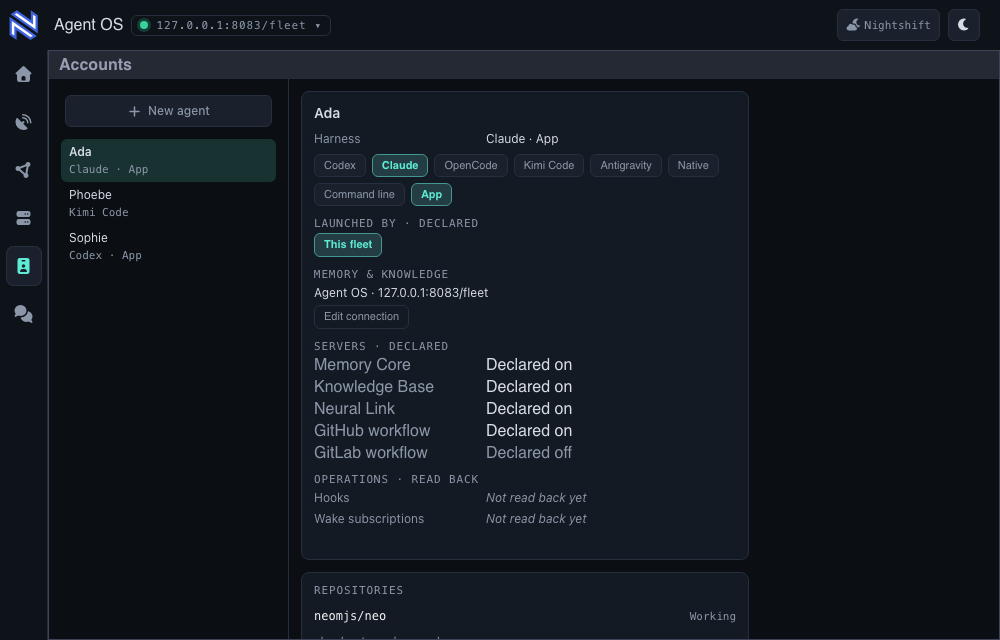 Agent OS
127.0.0.1:8083/fleet
Nightshift
Accounts
New agent
Ada
Claude · App
Phoebe
Kimi Code
Sophie
Codex · App
Ada
Harness Claude · App
Codex Claude OpenCode Kimi Code Antigravity Native
Command line App
LAUNCHED BY · DECLARED
This fleet
MEMORY & KNOWLEDGE
Agent OS · 127.0.0.1:8083/fleet
Edit connection
SERVERS · DECLARED
Memory Core Declared on
Knowledge Base Declared on
Neural Link Declared on
GitHub workflow Declared on
GitLab workflow Declared off
OPERATIONS · READ BACK
Hooks Not read back yet
Wake subscriptions Not read back yet
REPOSITORIES
neomjs/neo Working